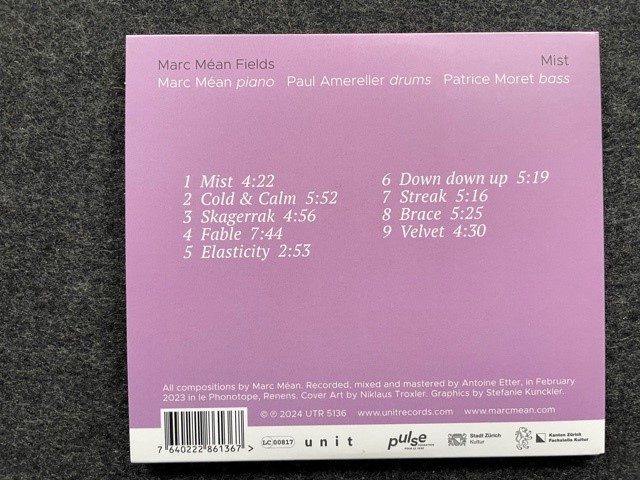 Marc Méan Fields Mist
Marc Méan piano Paul Amereller drums Patrice Moret bass
1 Mist 4:22
2 Cold & Calm 5:52
3 Skagerrak 4:56
4 Fable 7:44
5 Elasticity 2:53
6 Down down up 5:19
7 Streak 5:16
8 Brace 5:25
9 Velvet 4:30
All compositions by Marc Méan. Recorded, mixed and mastered by Antoine Etter, in February
2023 in le Phonotope, Renens. Cover Art by Niklaus Troxler. Graphics by Stefanie Kunckler.
© ℗ 2024 UTR 5136 www.unitrecords.com www.marcmean.com
7 640222 861367 >
LC 00817
unit
pulse
Stadt Zürich
Kultur
Kanton Zürich
Fachstelle Kultur